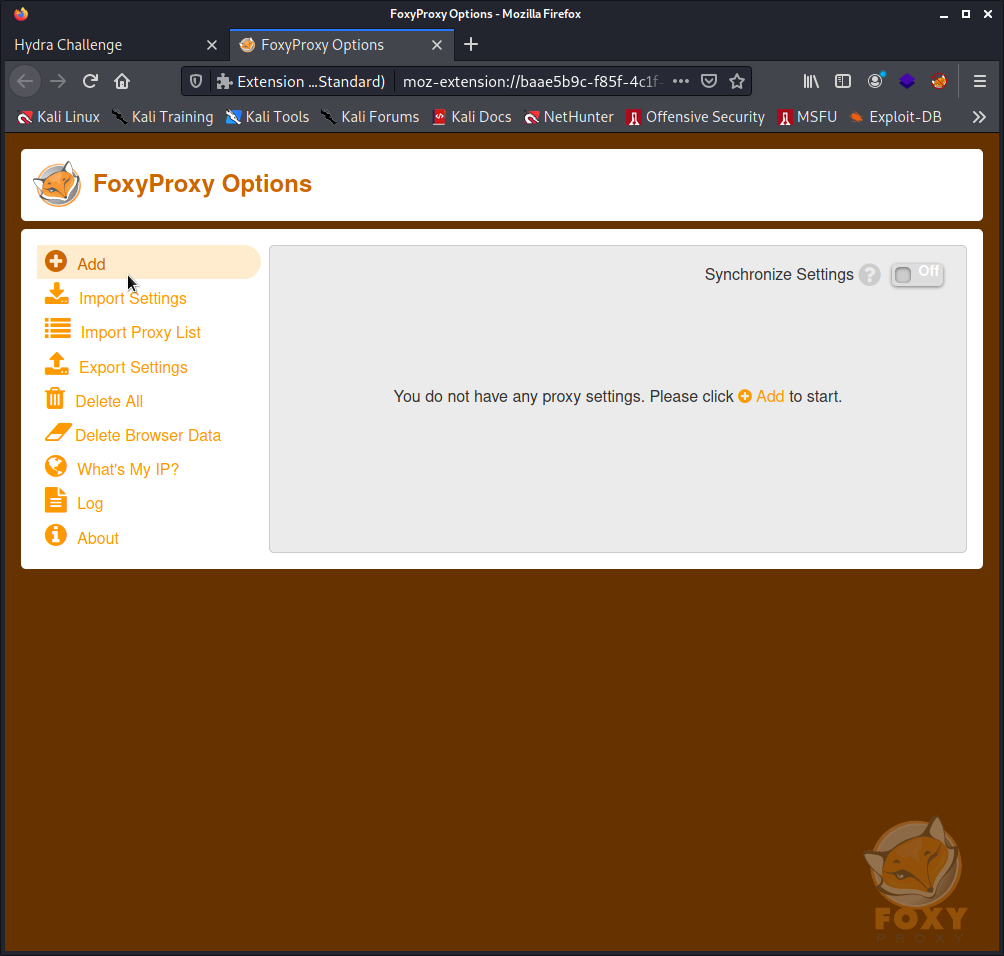 FoxyProxy Options - Mozilla Firefox
Hydra Challenge
FoxyProxy Options
Extension ...Standard)
moz-extension://baae5b9c-f85f-4c1f-
Kali Linux
Kali Training
Kali Tools
Kali Forums
Kali Docs
NetHunter
Offensive Security
MSFU
Exploit-DB
FoxyProxy Options
Add
Import Settings
Import Proxy List
Export Settings
Delete All
Delete Browser Data
What's My IP?
Log
About
Synchronize Settings ? Off
You do not have any proxy settings. Please click Add to start.
FOXY
PROXY